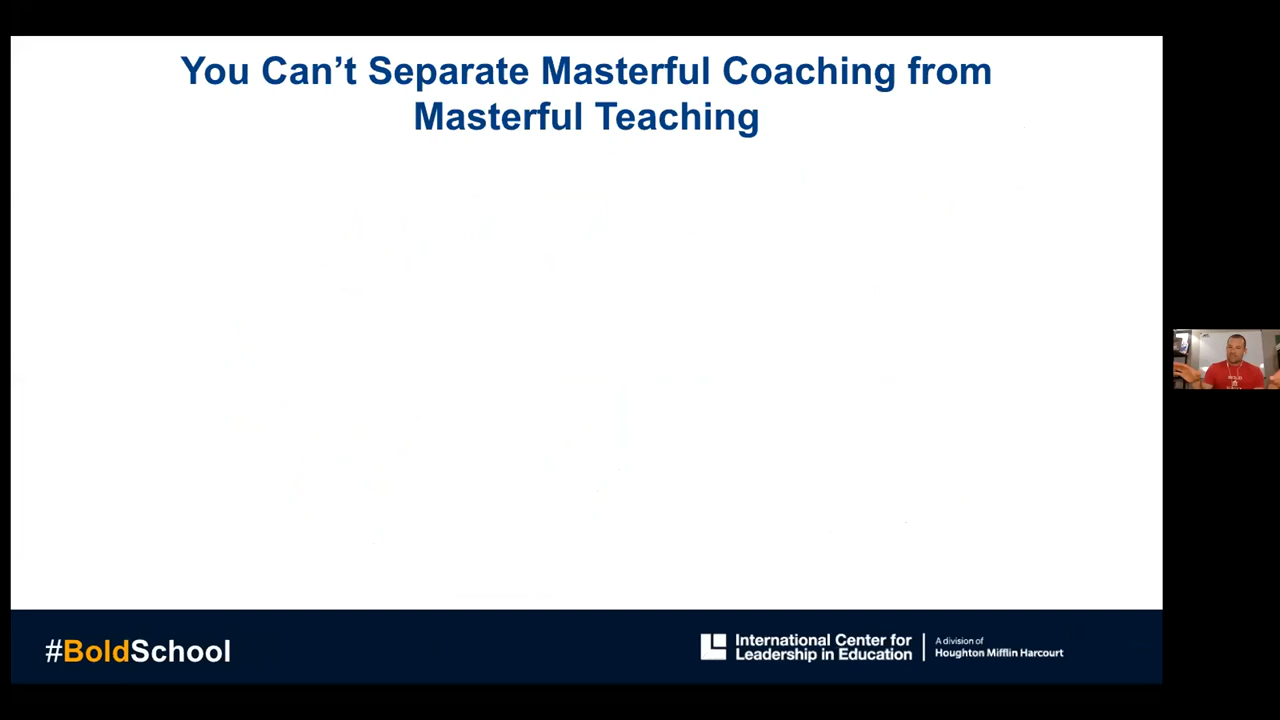 You Can’t Separate Masterful Coaching from
Masterful Teaching
#BoldSchool
International Center for
Leadership in Education
A division of
Houghton Mifflin Harcourt